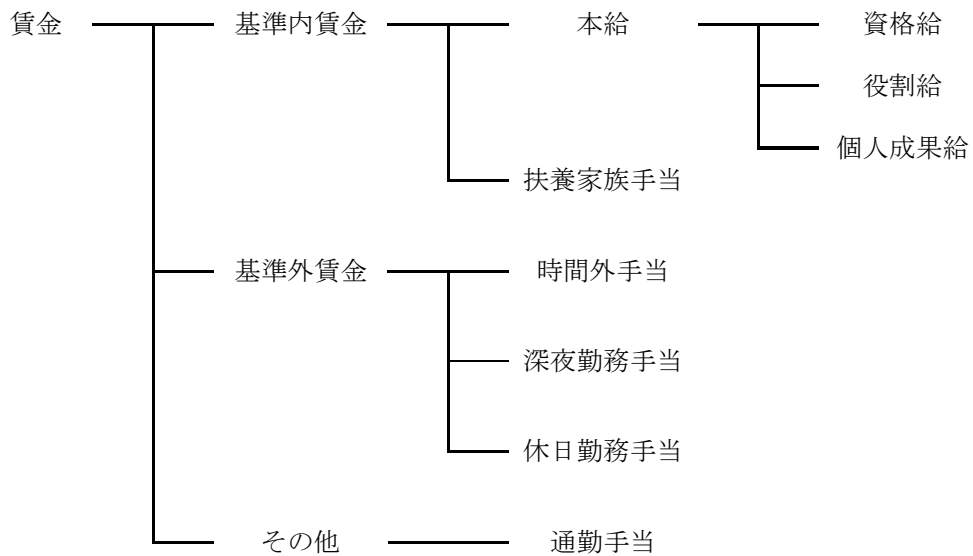 賃金 基準内賃金 本給 資格給
役割給
個人成果給
扶養家族手当
基準外賃金 時間外手当
深夜勤務手当
休日勤務手当
その他 通勤手当